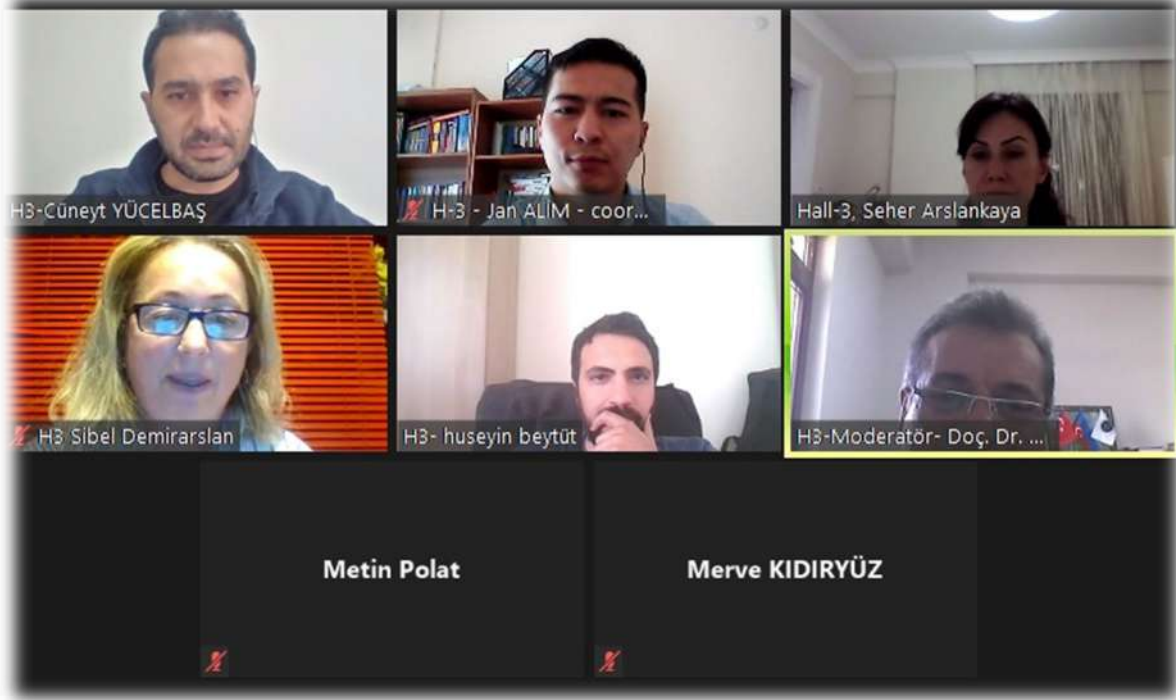 H3-Cüneyt YÜCELBAŞ
H-3 - Jan ALİM - coor...
Hall-3, Seher Arslankaya
H3 Sibel Demirarslan
H3- huseyin beytüt
H3-Moderatör- Doç. Dr. ...
Metin Polat
Merve KIDIRYÜZ